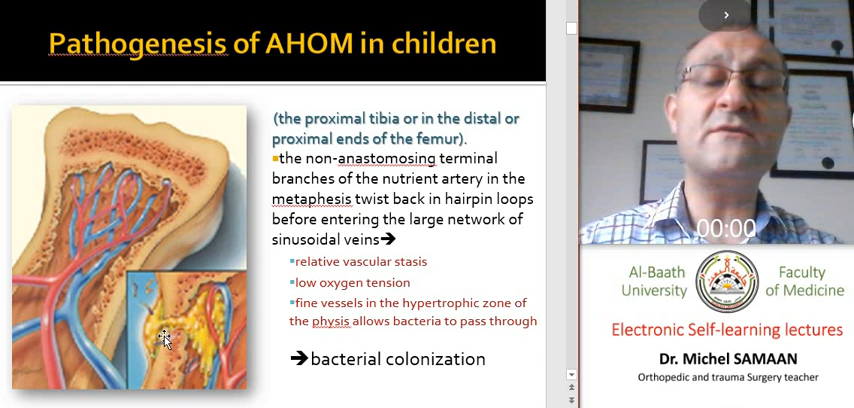 Pathogenesis of AHOM in children
(the proximal tibia or in the distal or
proximal ends of the femur).
▪the non-anastomosing terminal
branches of the nutrient artery in the
metaphesis twist back in hairpin loops
before entering the large network of
sinusoidal veins➔
▪relative vascular stasis
▪low oxygen tension
▪fine vessels in the hypertrophic zone of
the physis allows bacteria to pass through
➔bacterial colonization
00:00
Al-Baath
University
Faculty
of Medicine
Electronic Self-learning lectures
Dr. Michel SAMAAN
Orthopedic and trauma Surgery teacher